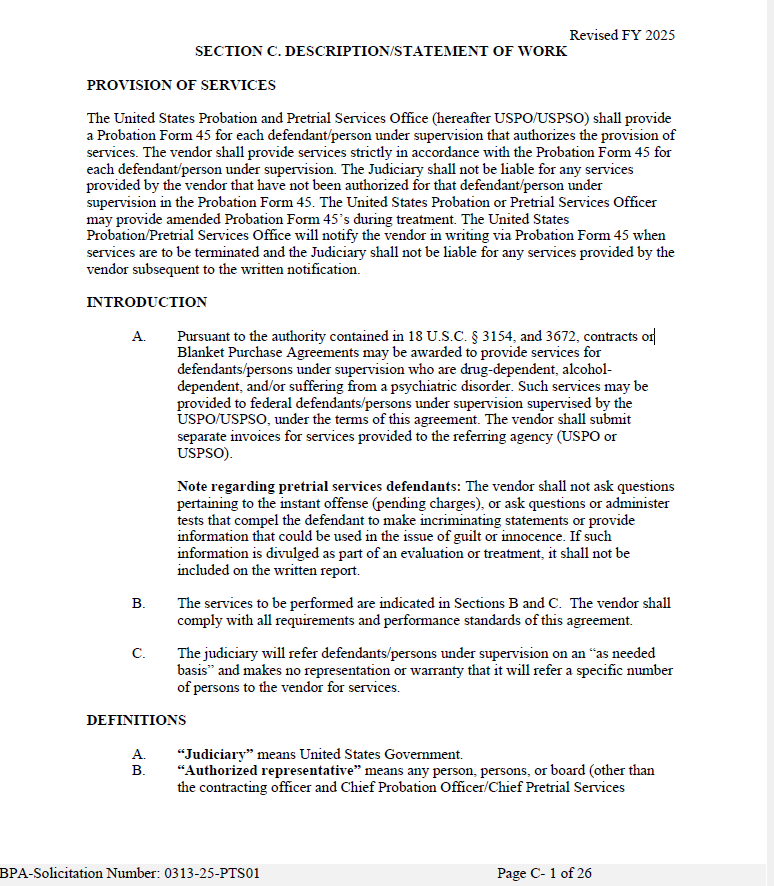 Revised FY 2025
SECTION C. DESCRIPTION/STATEMENT OF WORK
PROVISION OF SERVICES
The United States Probation and Pretrial Services Office (hereafter USPO/USPSO) shall provide
a Probation Form 45 for each defendant/person under supervision that authorizes the provision of
services. The vendor shall provide services strictly in accordance with the Probation Form 45 for
each defendant/person under supervision. The Judiciary shall not be liable for any services
provided by the vendor that have not been authorized for that defendant/person under
supervision in the Probation Form 45. The United States Probation or Pretrial Services Officer
may provide amended Probation Form 45’s during treatment. The United States
Probation/Pretrial Services Office will notify the vendor in writing via Probation Form 45 when
services are to be terminated and the Judiciary shall not be liable for any services provided by the
vendor subsequent to the written notification.
INTRODUCTION
A. Pursuant to the authority contained in 18 U.S.C. § 3154, and 3672, contracts or
Blanket Purchase Agreements may be awarded to provide services for
defendants/persons under supervision who are drug-dependent, alcohol-
dependent, and/or suffering from a psychiatric disorder. Such services may be
provided to federal defendants/persons under supervision supervised by the
USPO/USPSO, under the terms of this agreement. The vendor shall submit
separate invoices for services provided to the referring agency (USPO or
USPSO).
Note regarding pretrial services defendants: The vendor shall not ask questions
pertaining to the instant offense (pending charges), or ask questions or administer
tests that compel the defendant to make incriminating statements or provide
information that could be used in the issue of guilt or innocence. If such
information is divulged as part of an evaluation or treatment, it shall not be
included on the written report.
B. The services to be performed are indicated in Sections B and C. The vendor shall
comply with all requirements and performance standards of this agreement.
C. The judiciary will refer defendants/persons under supervision on an “as needed
basis” and makes no representation or warranty that it will refer a specific number
of persons to the vendor for services.
DEFINITIONS
A. “Judiciary” means United States Government.
B. “Authorized representative” means any person, persons, or board (other than
the contracting officer and Chief Probation Officer/Chief Pretrial Services
BPA-Solicitation Number: 0313-25-PTS01 Page C- 1 of 26